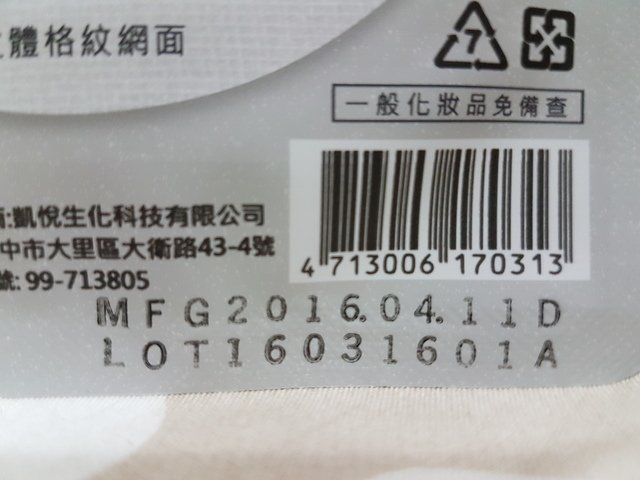 體格紋網面
7
一般化妝品免備查
:凱悅生化科技有限公司
中市大里區大衛路43-4號
號: 99-713805
4 713006 170313
MFG2016.04.11D
LOT16031601A